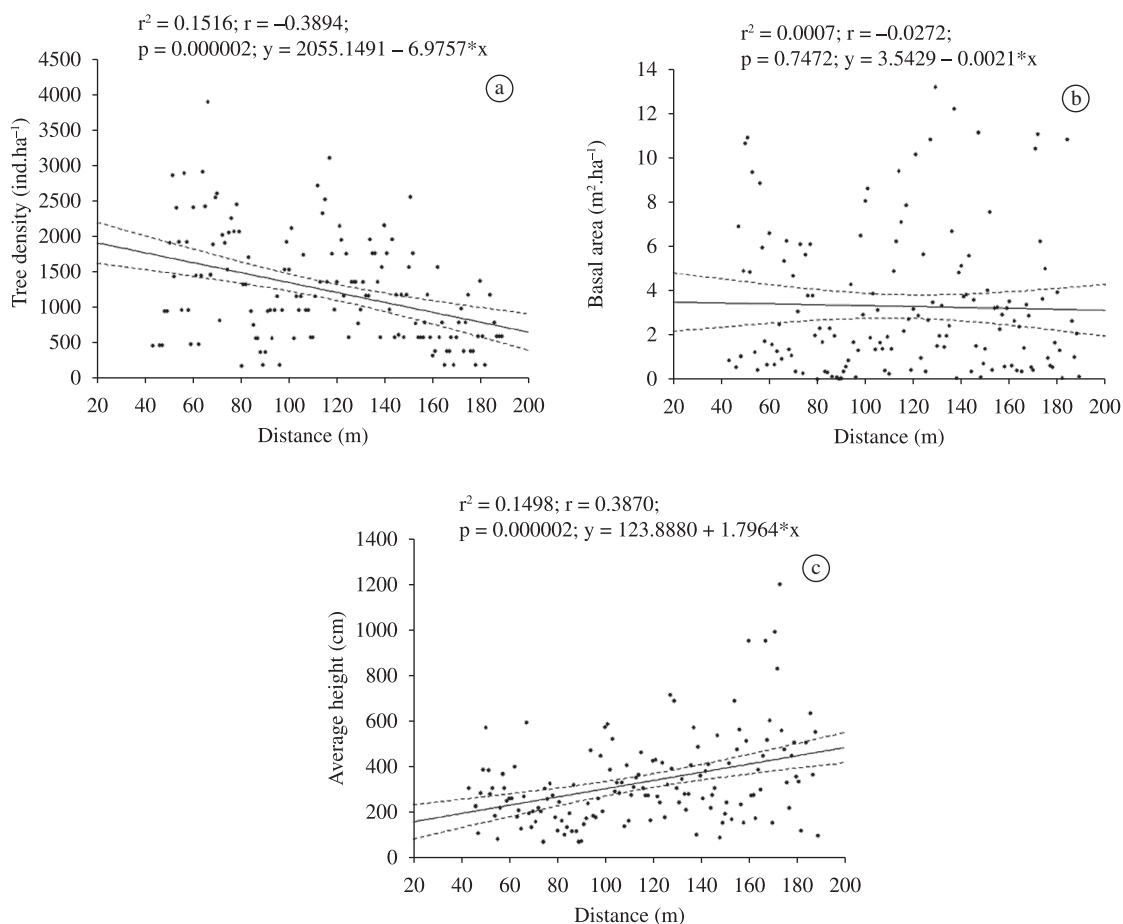 r² = 0.1516; r = –0.3894;
p = 0.000002; y = 2055.1491 – 6.9757*x
4500
4000
3500
3000
2500
2000
1500
1000
500
0
Tree density (ind.ha⁻¹)
a
20 40 60 80 100 120 140 160 180 200
Distance (m)
r² = 0.0007; r = –0.0272;
p = 0.7472; y = 3.5429 – 0.0021*x
14
12
10
8
6
4
2
0
Basal area (m².ha⁻¹)
b
20 40 60 80 100 120 140 160 180 200
Distance (m)
r² = 0.1498; r = 0.3870;
p = 0.000002; y = 123.8880 + 1.7964*x
1400
1200
1000
800
600
400
200
0
Average height (cm)
c
20 40 60 80 100 120 140 160 180 200
Distance (m)